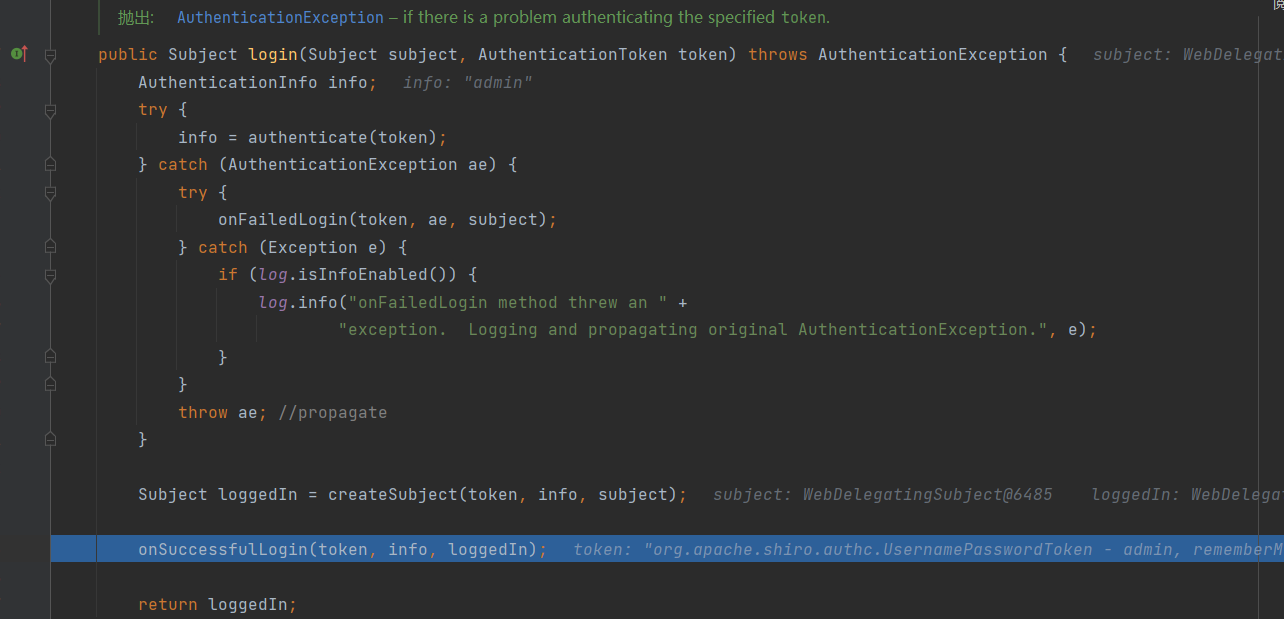 抛出: AuthenticationException – if there is a problem authenticating the specified token.
public Subject login(Subject subject, AuthenticationToken token) throws AuthenticationException {   subject: WebDelegat
    AuthenticationInfo info;   info: "admin"
    try {
        info = authenticate(token);
    } catch (AuthenticationException ae) {
        try {
            onFailedLogin(token, ae, subject);
        } catch (Exception e) {
            if (log.isInfoEnabled()) {
                log.info("onFailedLogin method threw an " +
                        "exception.  Logging and propagating original AuthenticationException.", e);
            }
        }
        throw ae; //propagate
    }
    Subject loggedIn = createSubject(token, info, subject);   subject: WebDelegatingSubject@6485    loggedIn: WebDelega
    onSuccessfulLogin(token, info, loggedIn);   token: "org.apache.shiro.authc.UsernamePasswordToken - admin, rememberM
    return loggedIn;